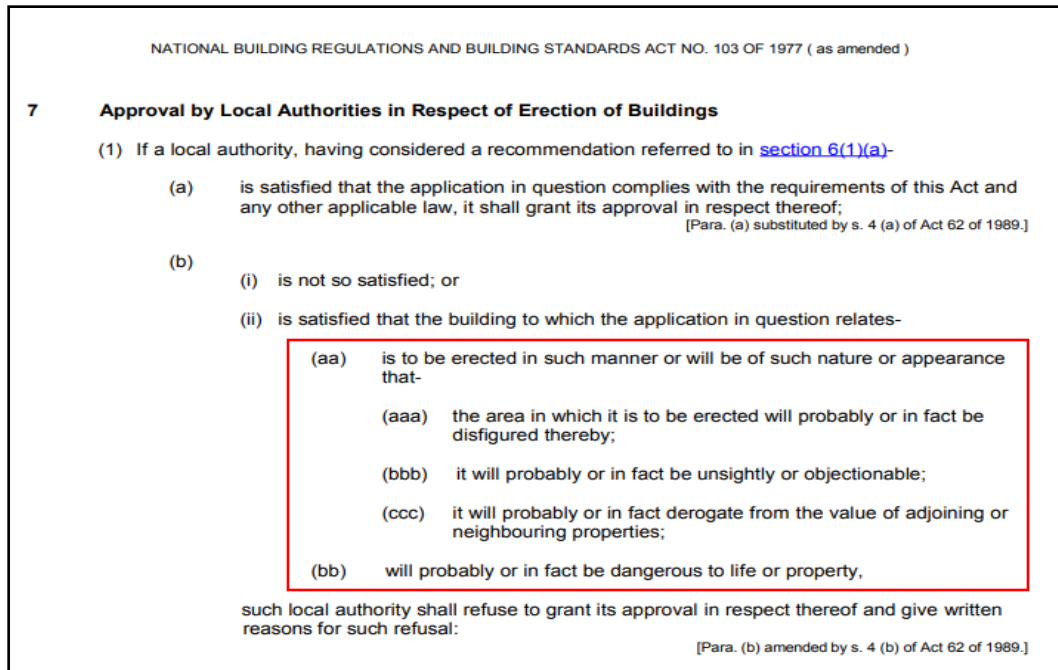 NATIONAL BUILDING REGULATIONS AND BUILDING STANDARDS ACT NO. 103 OF 1977 ( as amended )
7 Approval by Local Authorities in Respect of Erection of Buildings
(1) If a local authority, having considered a recommendation referred to in section 6(1)(a)-
(a) is satisfied that the application in question complies with the requirements of this Act and
any other applicable law, it shall grant its approval in respect thereof;
[Para. (a) substituted by s. 4 (a) of Act 62 of 1989.]
(b)
(i) is not so satisfied; or
(ii) is satisfied that the building to which the application in question relates-
(aa) is to be erected in such manner or will be of such nature or appearance
that-
(aaa) the area in which it is to be erected will probably or in fact be
disfigured thereby;
(bbb) it will probably or in fact be unsightly or objectionable;
(ccc) it will probably or in fact derogate from the value of adjoining or
neighbouring properties;
(bb) will probably or in fact be dangerous to life or property,
such local authority shall refuse to grant its approval in respect thereof and give written
reasons for such refusal:
[Para. (b) amended by s. 4 (b) of Act 62 of 1989.]